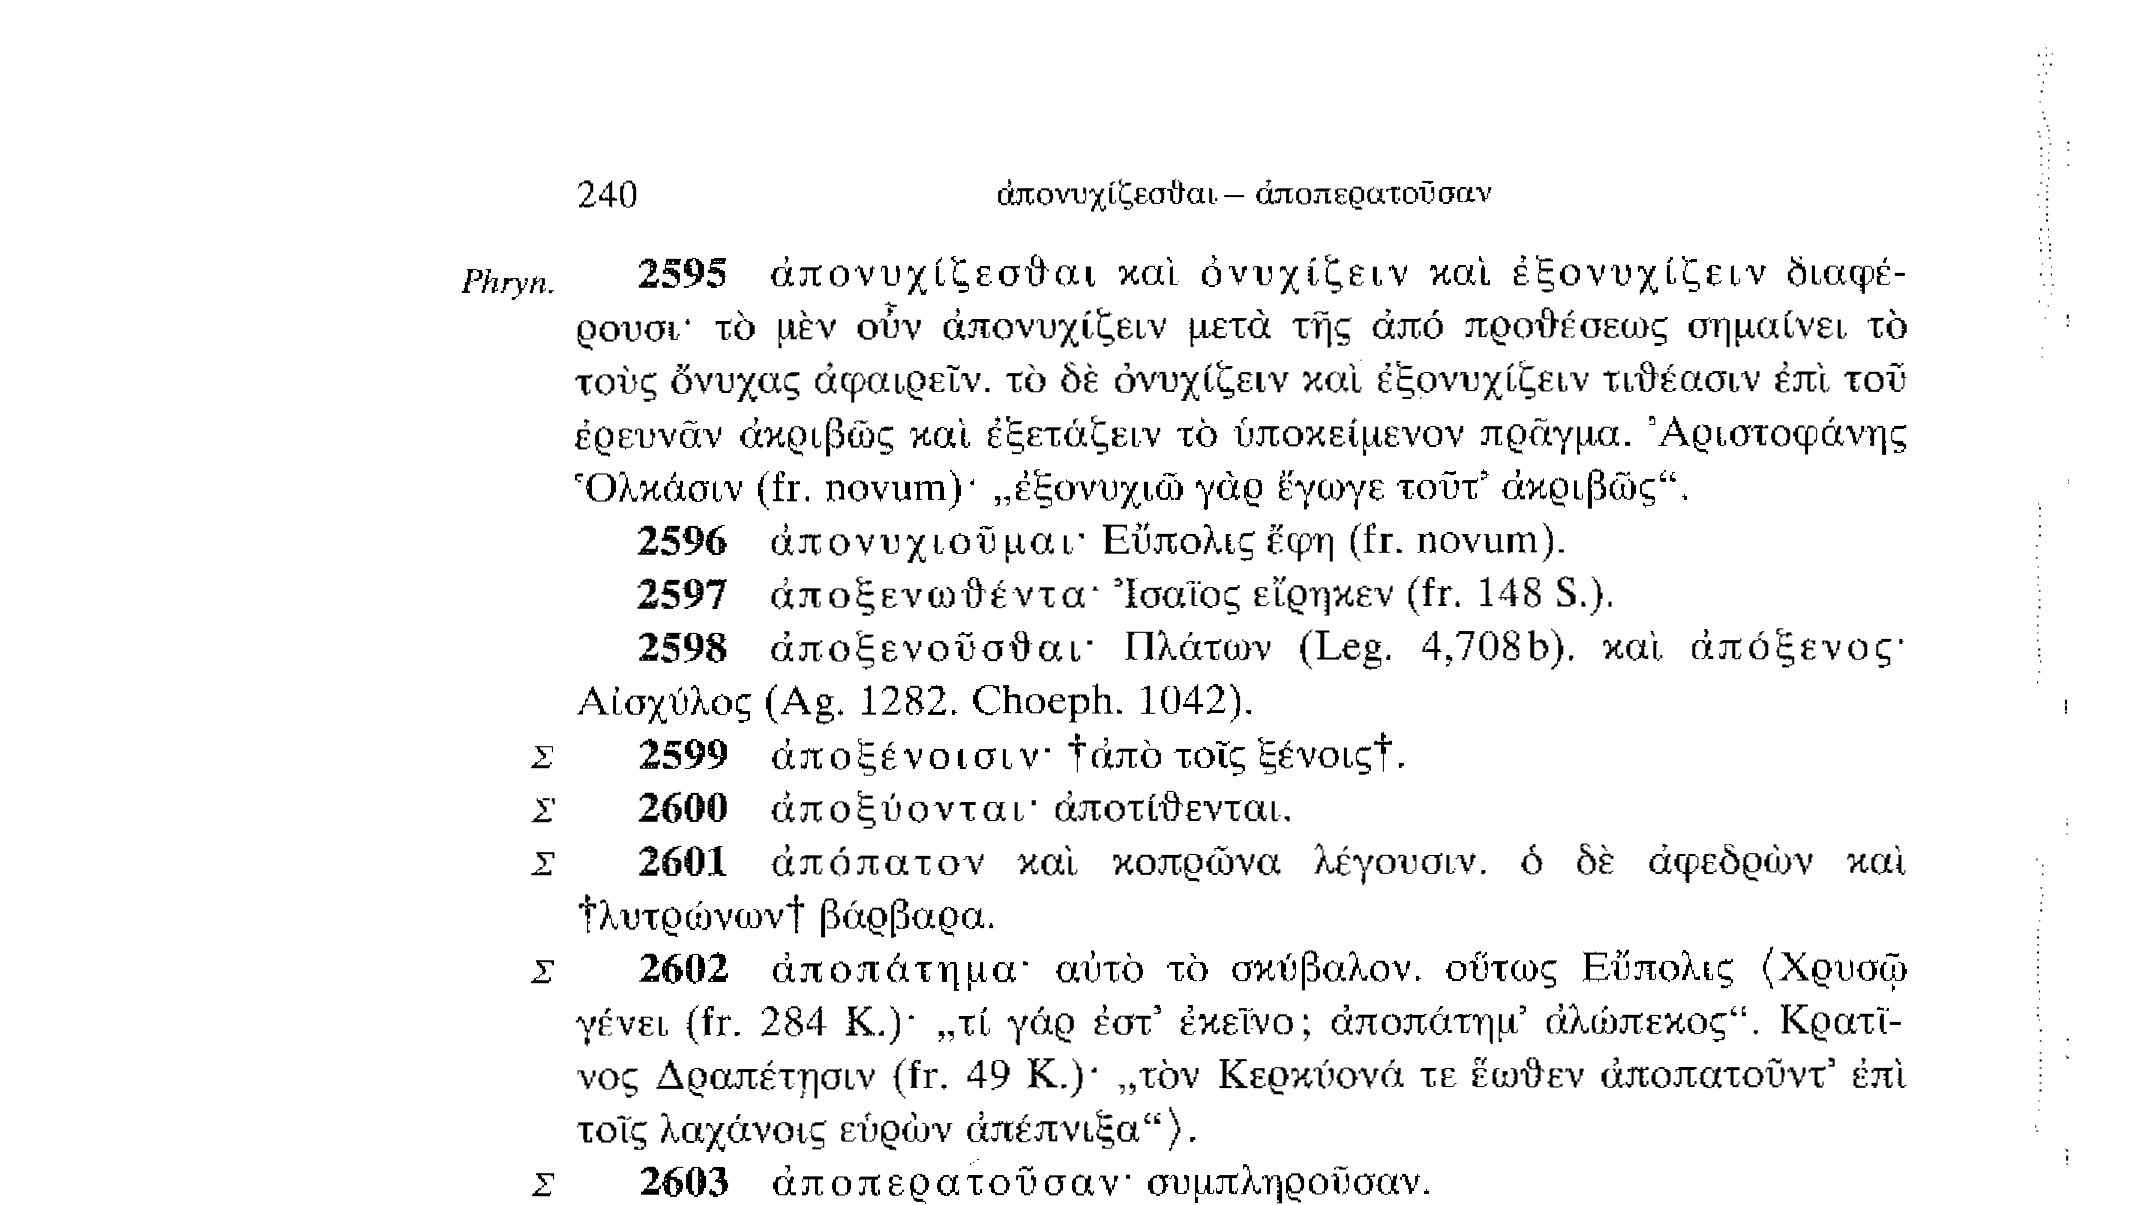 240 ἀπονυχίζεσθαι – ἀποπερατοῦσαν
Phryn. 2595 ἀπονυχίζεσθαι καὶ ὀνυχίζειν καὶ ἐξονυχίζειν διαφέ-
ρουσι· τὸ μὲν οὖν ἀπονυχίζειν μετὰ τῆς ἀπό προθέσεως σημαίνει τὸ
τοὺς ὄνυχας ἀφαιρεῖν. τὸ δὲ ὀνυχίζειν καὶ ἐξονυχίζειν τιθέασιν ἐπὶ τοῦ
ἐρευνᾶν ἀκριβῶς καὶ ἐξετάζειν τὸ ὑποκείμενον πρᾶγμα. Ἀριστοφάνης
Ὁλκάσιν (fr. novum)· „ἐξονυχιῶ γὰρ ἔγωγε τοῦτ’ ἀκριβῶς“.
2596 ἀπονυχιοῦμαι· Εὔπολις ἔφη (fr. novum).
2597 ἀποξενωθέντα· Ἰσαῖος εἴρηκεν (fr. 148 S.).
2598 ἀποξενοῦσθαι· Πλάτων (Leg. 4,708b). καὶ ἀπόξενος·
Αἰσχύλος (Ag. 1282. Choeph. 1042).
Σ 2599 ἀποξένοισιν· †ἀπὸ τοῖς ξένοις†.
Σ 2600 ἀποξύονται· ἀποτίθενται.
Σ 2601 ἀπόπατον καὶ κοπρῶνα λέγουσιν. ὁ δὲ ἀφεδρὼν καὶ
†λυτρώνων† βάρβαρα.
Σ 2602 ἀποπάτημα· αὐτὸ τὸ σκύβαλον. οὕτως Εὔπολις ⟨Χρυσῷ
γένει (fr. 284 K.)· „τί γάρ ἐστ’ ἐκεῖνο; ἀποπάτημ’ ἀλώπεκος“. Κρατῖ-
νος Δραπέτησιν (fr. 49 K.)· „τὸν Κερκύονά τε ἕωθεν ἀποπατοῦντ’ ἐπὶ
τοῖς λαχάνοις εὑρὼν ἀπέπνιξα“⟩.
Σ 2603 ἀποπερατοῦσαν· συμπληροῦσαν.